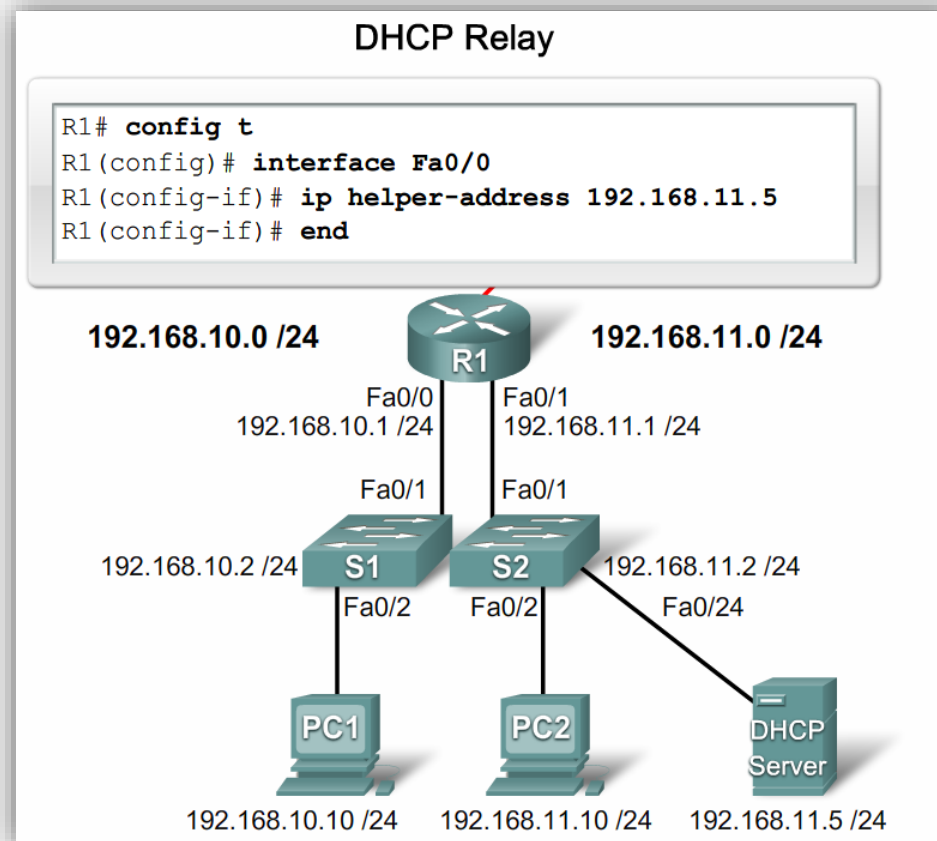 DHCP Relay
R1# config t
R1(config)# interface Fa0/0
R1(config-if)# ip helper-address 192.168.11.5
R1(config-if)# end
192.168.10.0 /24
192.168.11.0 /24
R1
Fa0/0
Fa0/1
192.168.10.1 /24
192.168.11.1 /24
Fa0/1
Fa0/1
192.168.10.2 /24
S1
S2
192.168.11.2 /24
Fa0/2
Fa0/2
Fa0/24
PC1
PC2
DHCP
Server
192.168.10.10 /24
192.168.11.10 /24
192.168.11.5 /24